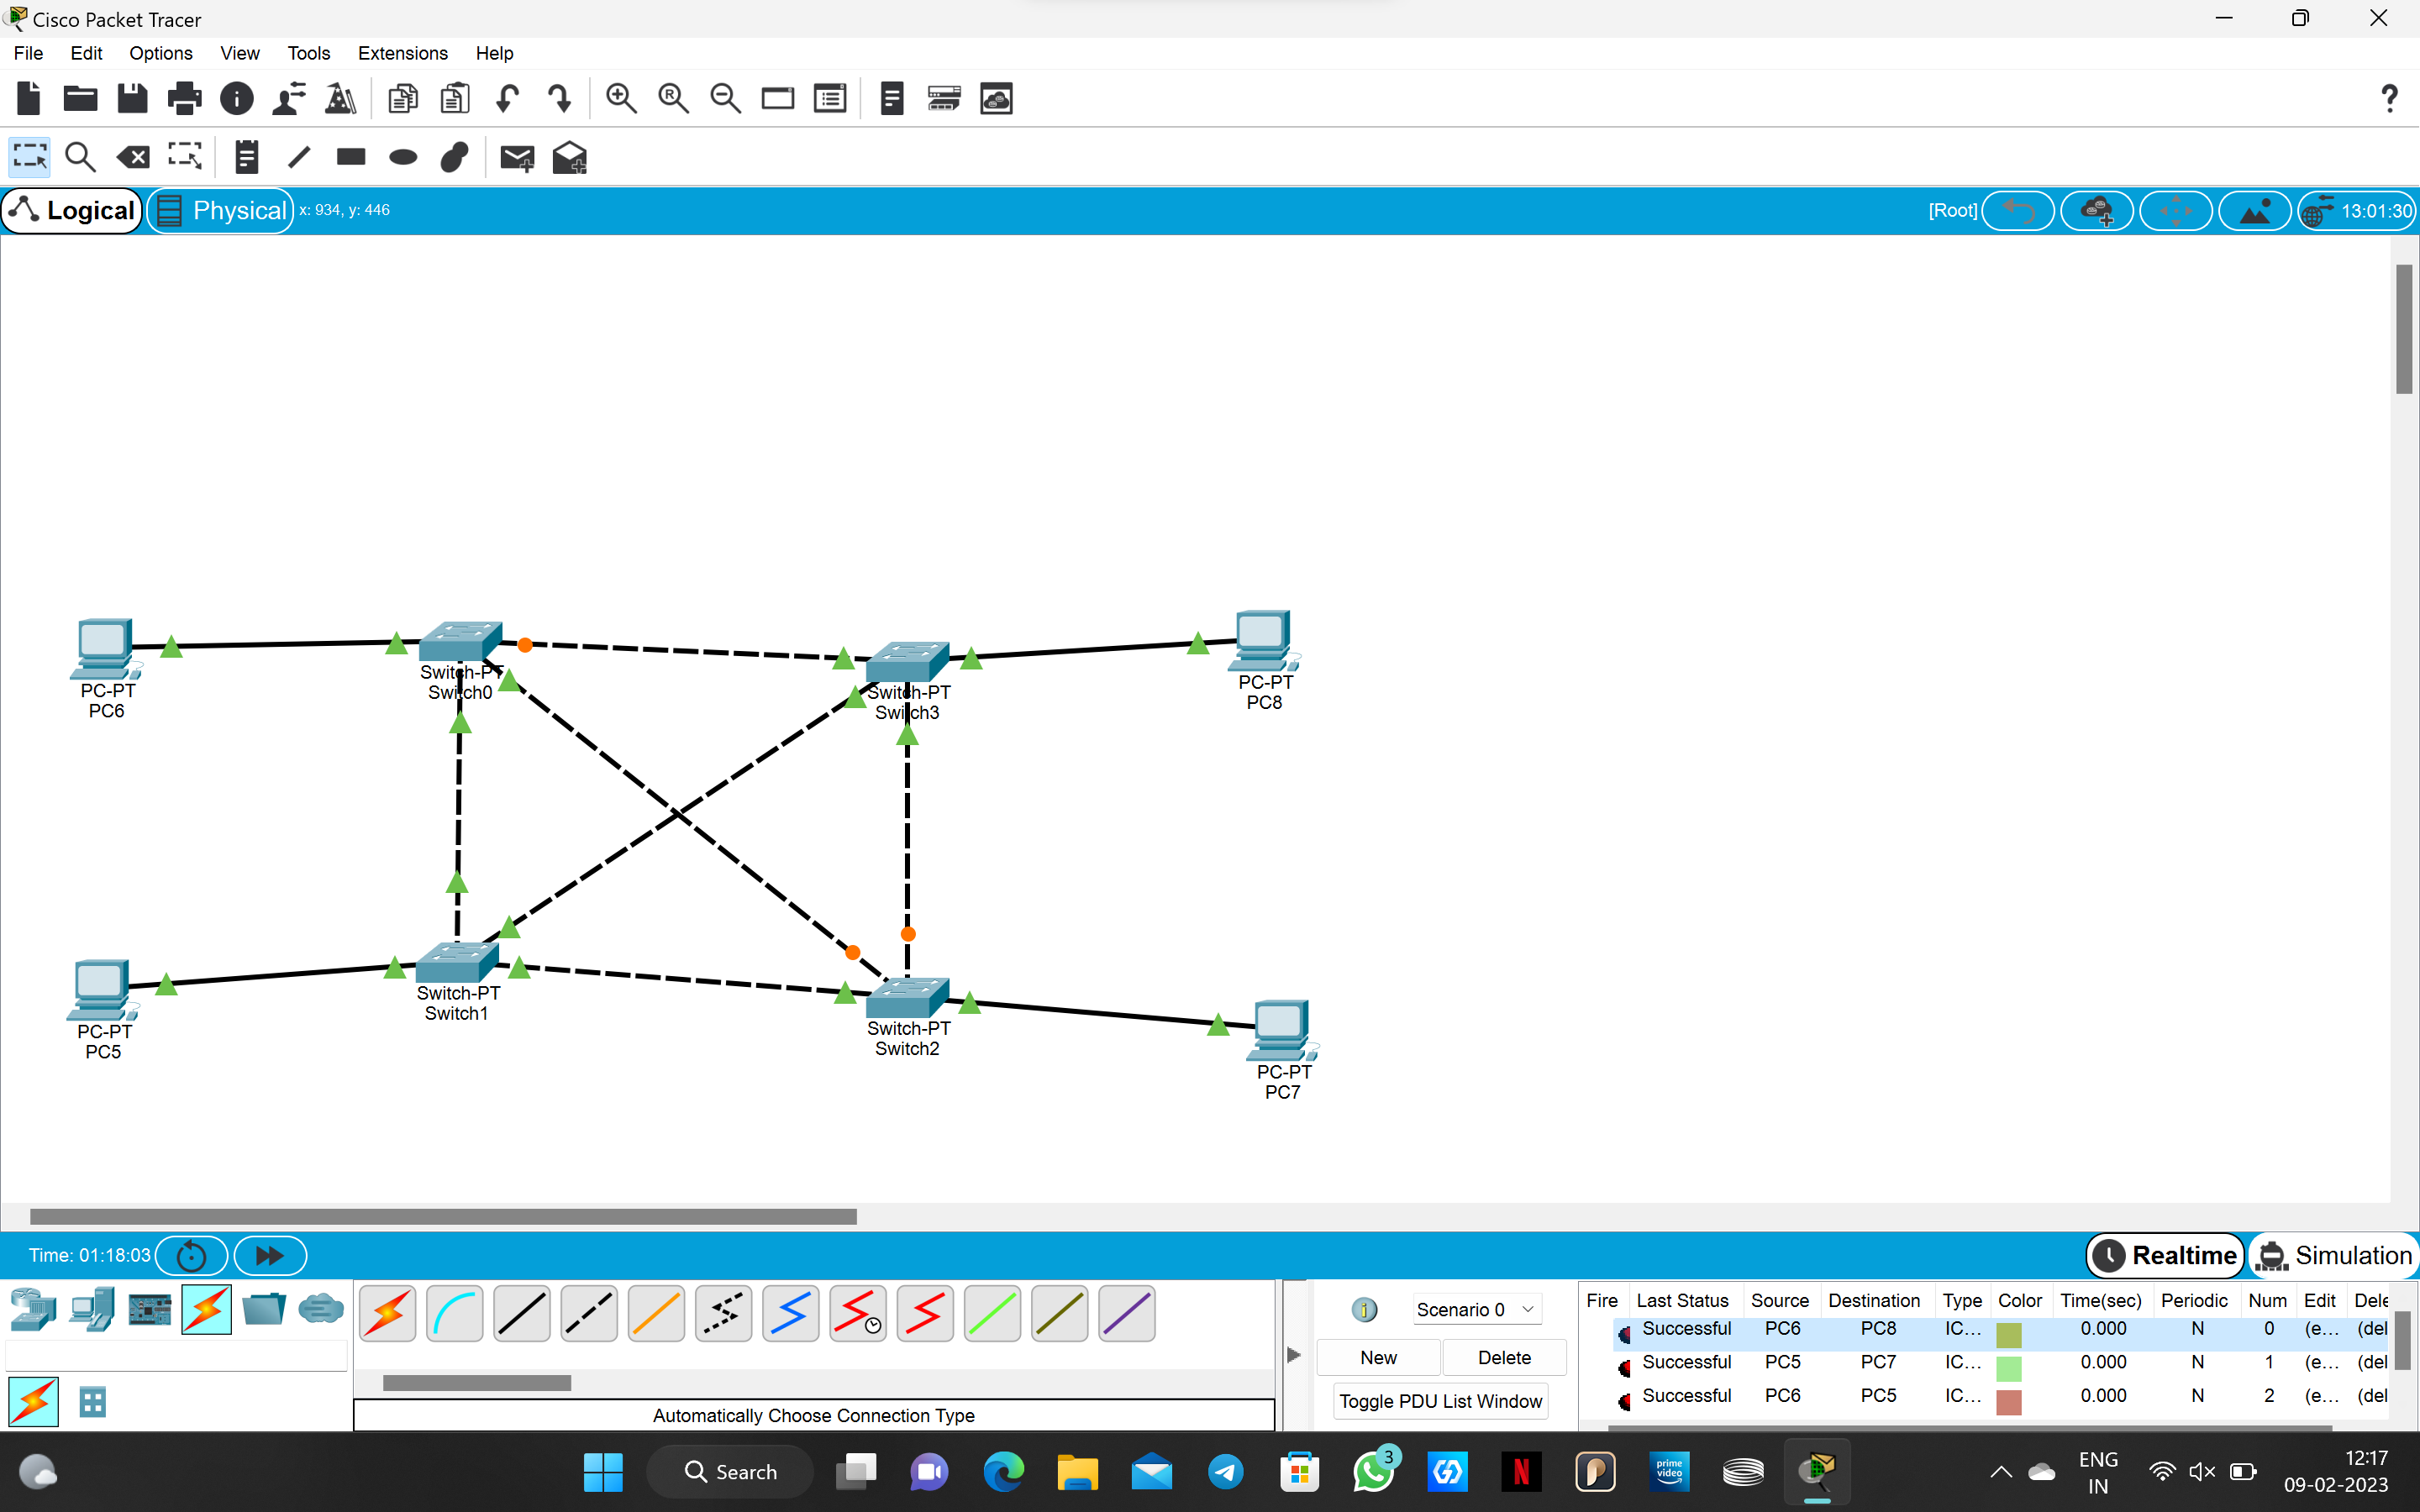 Cisco Packet Tracer
File Edit Options View Tools Extensions Help
Logical Physical x: 934, y: 446 [Root] 13:01:30
PC-PT
PC6
Switch-PT
Switch0
Switch-PT
Switch3
PC-PT
PC8
PC-PT
PC5
Switch-PT
Switch1
Switch-PT
Switch2
PC-PT
PC7
Time: 01:18:03 Realtime Simulation
Scenario 0
New Delete
Toggle PDU List Window
Automatically Choose Connection Type
Fire Last Status Source Destination Type Color Time(sec) Periodic Num Edit Dele
Successful PC6 PC8 IC... 0.000 N 0 (e... (del
Successful PC5 PC7 IC... 0.000 N 1 (e... (del
Successful PC6 PC5 IC... 0.000 N 2 (e... (del
Search
3
prime
video
ENG
IN
12:17
09-02-2023